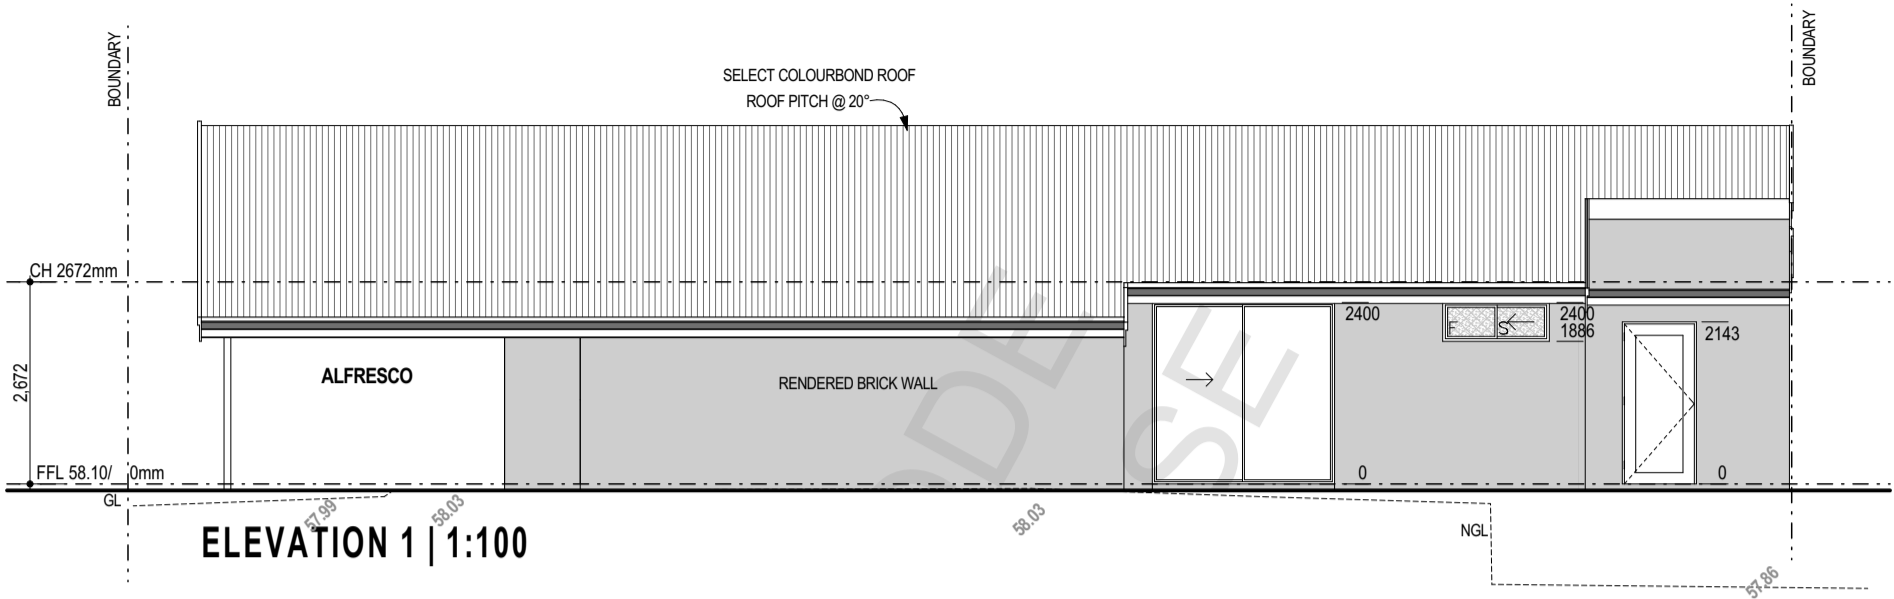 BOUNDARY
BOUNDARY
SELECT COLOURBOND ROOF
ROOF PITCH @ 20°
CH 2672mm
2400
2400
1886
2143
2,672
ALFRESCO
RENDERED BRICK WALL
F
S
FFL 58.10/ 0mm
0
0
GL
57.99
58.03
58.03
NGL
57.86
ELEVATION 1 | 1:100